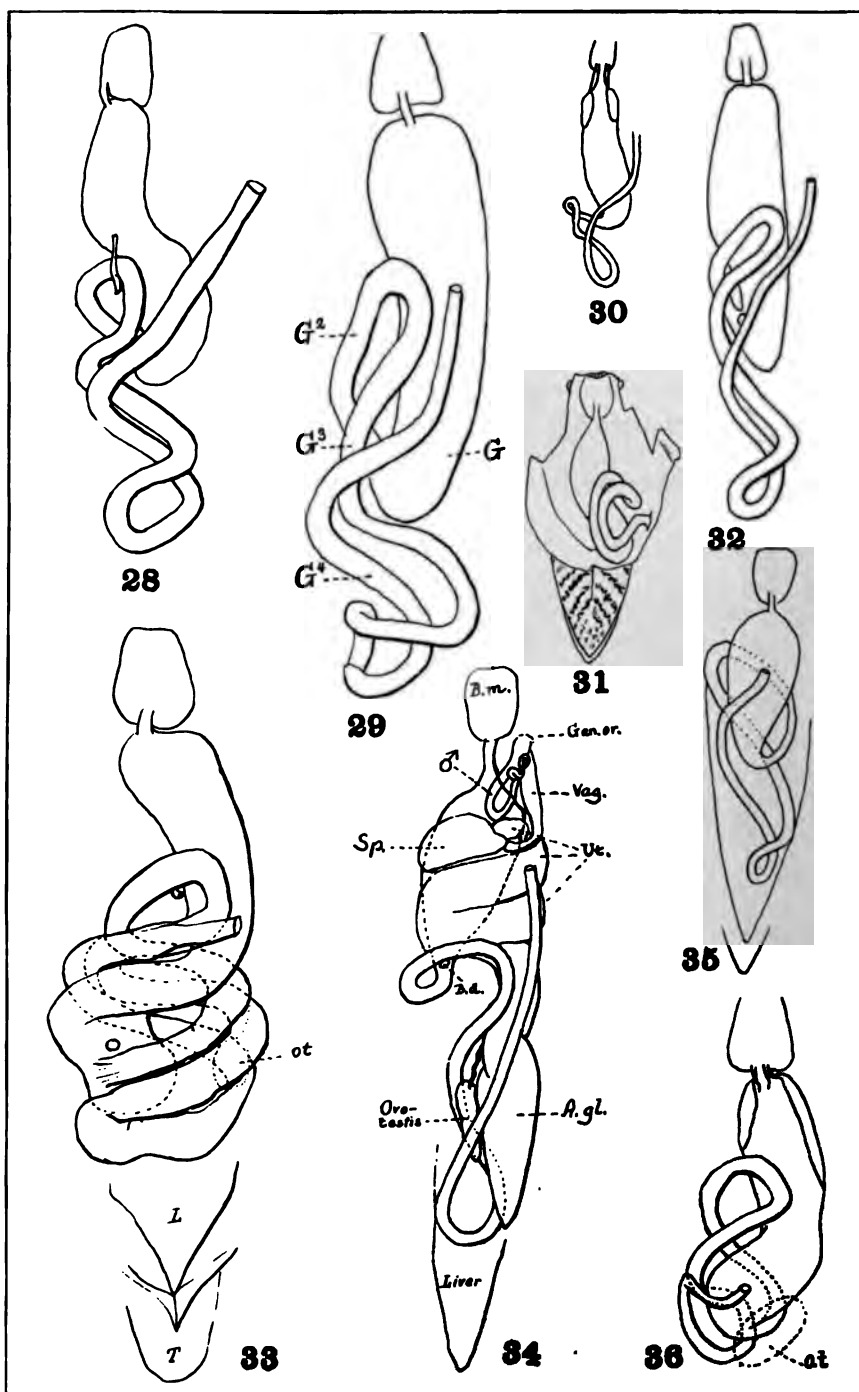 30
G²
G³
G
G⁴
28
32
31
29
B.m.
Gen.or.
♂
Vag.
Sp.
Ut.
35
B.d.
ot
Ovo-
testis
A.gl.
L
Liver
T
33
34
36
ot